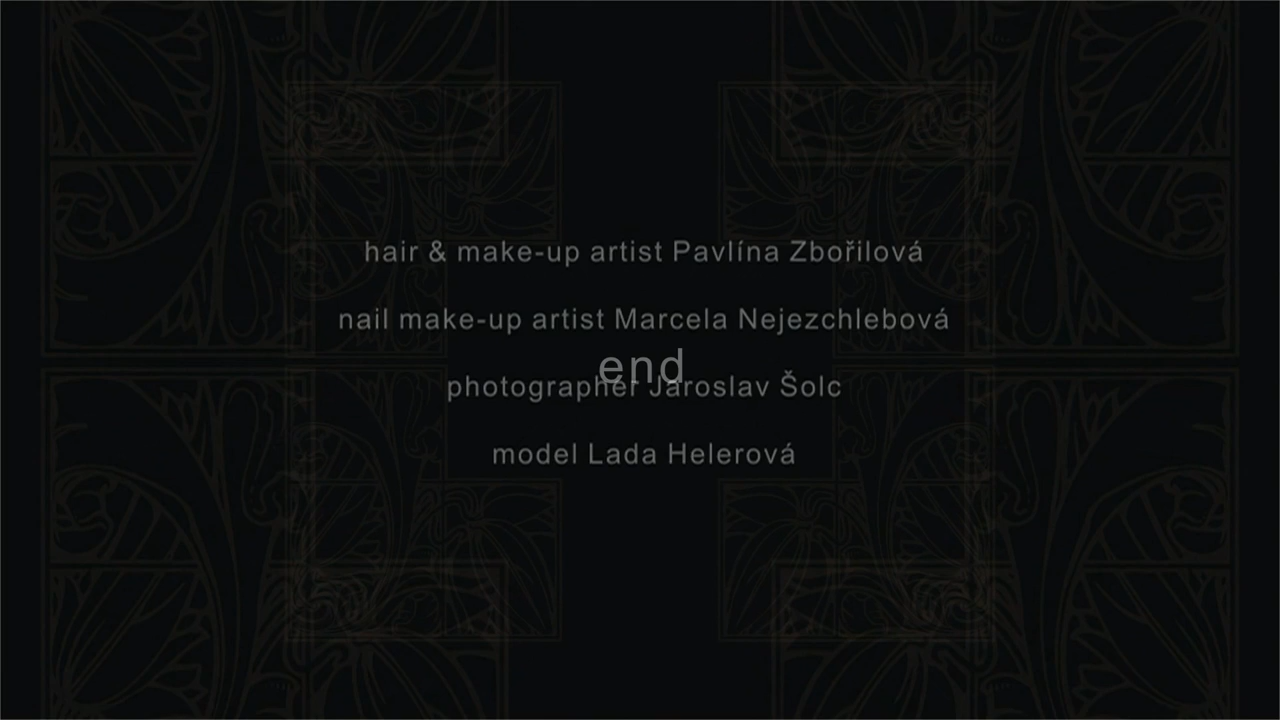 hair & make-up artist Pavlína Zbořilová
nail make-up artist Marcela Nejezchlebová
end
photographer Jaroslav Šolc
model Lada Helerová